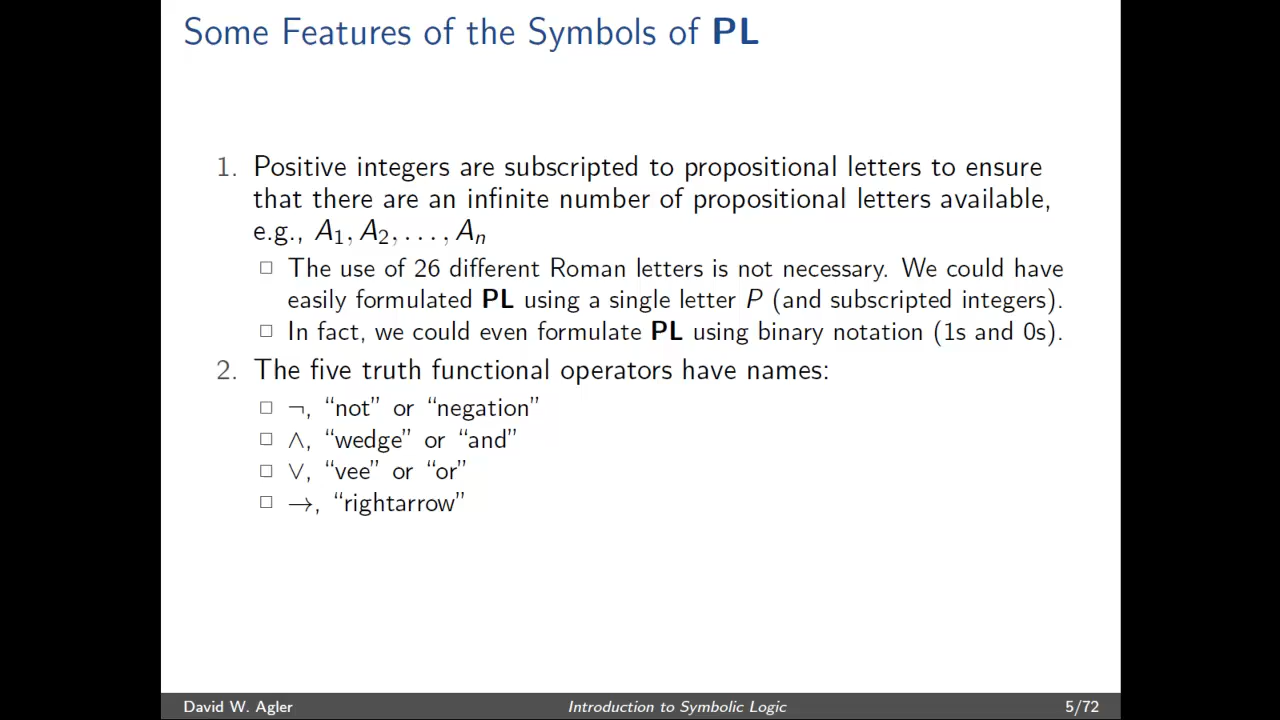 Some Features of the Symbols of PL
1. Positive integers are subscripted to propositional letters to ensure
that there are an infinite number of propositional letters available,
e.g., A₁, A₂, . . . , Aₙ
□ The use of 26 different Roman letters is not necessary. We could have
easily formulated PL using a single letter P (and subscripted integers).
□ In fact, we could even formulate PL using binary notation (1s and 0s).
2. The five truth functional operators have names:
□ ¬, “not” or “negation”
□ ∧, “wedge” or “and”
□ ∨, “vee” or “or”
□ →, “rightarrow”
David W. Agler Introduction to Symbolic Logic 5/72